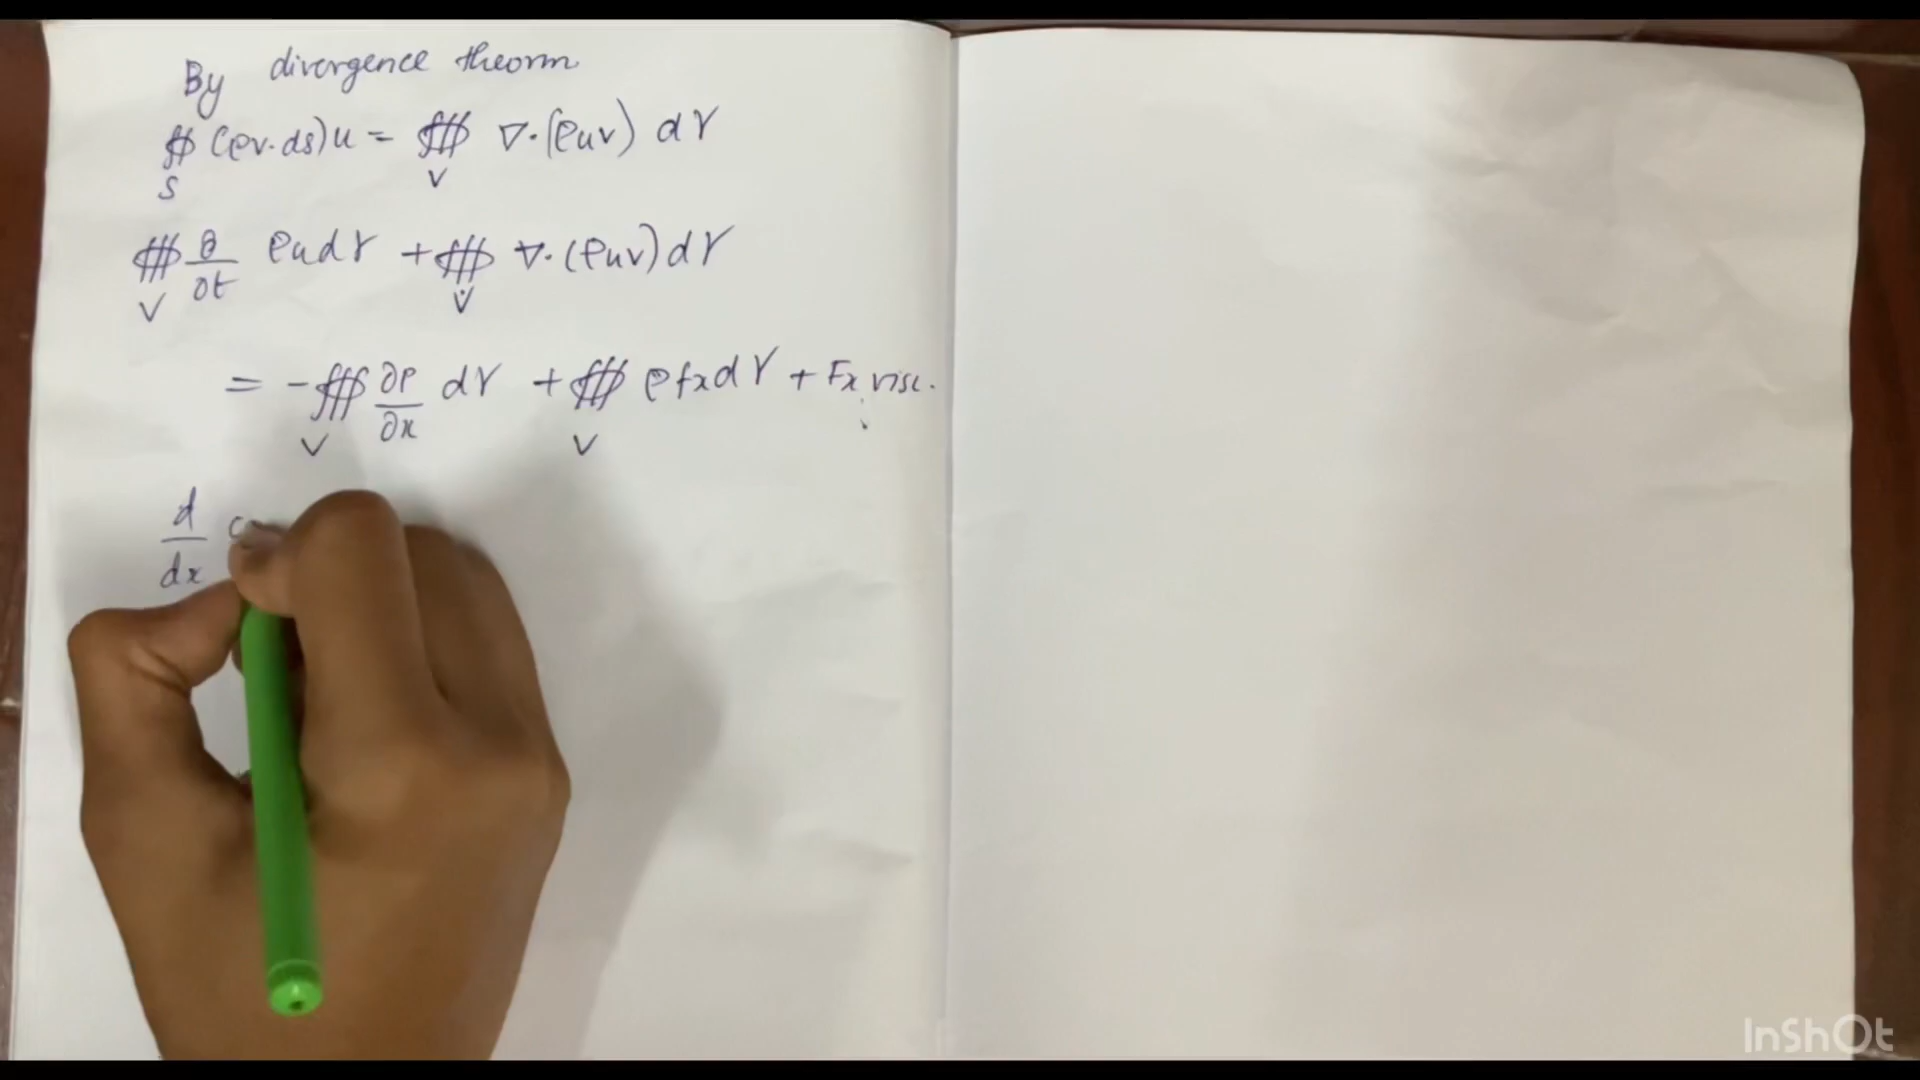 By divergence theorm
∯ (ρv.ds)u = ∰ ∇.(ρuv) dϒ
S V
∰ ∂/∂t ρudϒ + ∰ ∇.(ρuv)dϒ
V V
= -∰ ∂P/∂x dϒ + ∰ ρfxdϒ + Fx visc.
V V
d/dx
InShOt